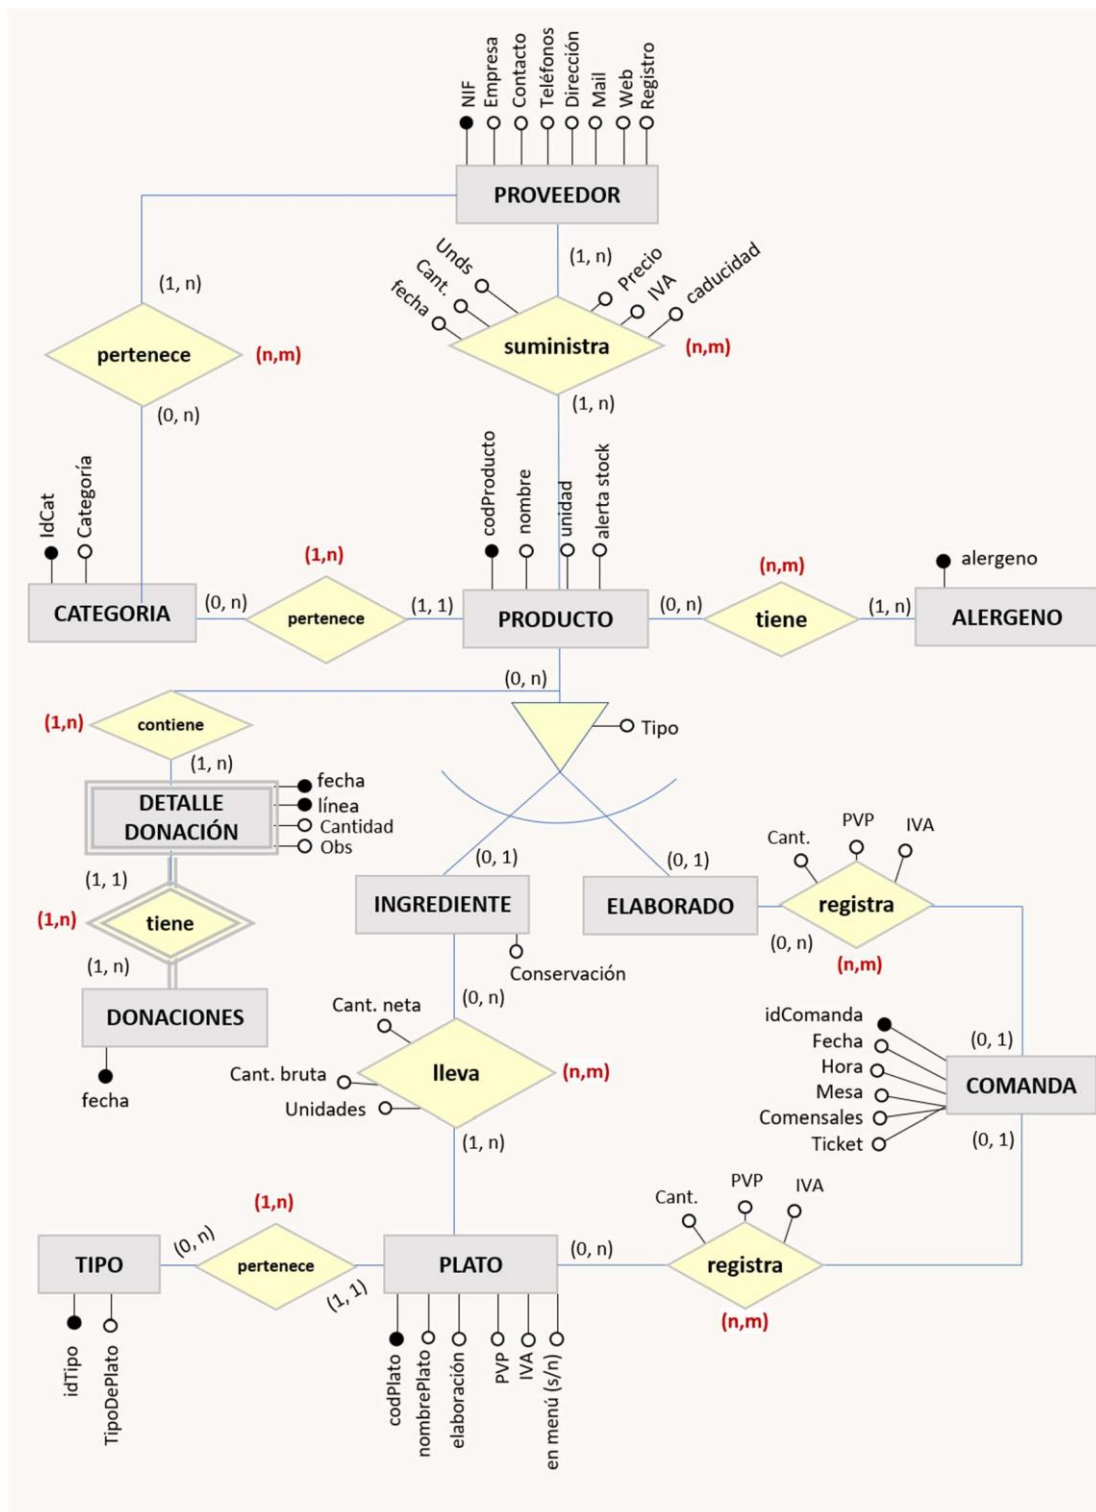 NIF
Empresa
Contacto
Teléfonos
Dirección
Mail
Web
Registro
PROVEEDOR
(1, n)
Unds
Cant.
fecha
Precio
IVA
caducidad
(1, n)
pertenece
(n,m)
suministra
(n,m)
(0, n)
(1, n)
IdCat
Categoría
codProducto
nombre
unidad
alerta stock
(1,n)
(n,m)
alergeno
CATEGORIA
(0, n)
pertenece
(1, 1)
PRODUCTO
(0, n)
tiene
(1, n)
ALERGENO
(0, n)
(1,n)
contiene
Tipo
(1, n)
DETALLE
DONACIÓN
fecha
línea
Cantidad
Obs
(1, 1)
(0, 1)
(0, 1)
Cant.
PVP
IVA
(1,n)
tiene
INGREDIENTE
ELABORADO
registra
(0, n)
(n,m)
(1, n)
Conservación
DONACIONES
fecha
(0, n)
Cant. neta
Cant. bruta
Unidades
lleva
(n,m)
(1, n)
idComanda
Fecha
Hora
Mesa
Comensales
Ticket
(0, 1)
COMANDA
(0, 1)
Cant.
PVP
IVA
(1,n)
TIPO
(0, n)
pertenece
(1, 1)
PLATO
(0, n)
registra
(n,m)
idTipo
TipoDePlato
codPlato
nombrePlato
elaboración
PVP
IVA
en menú (s/n)